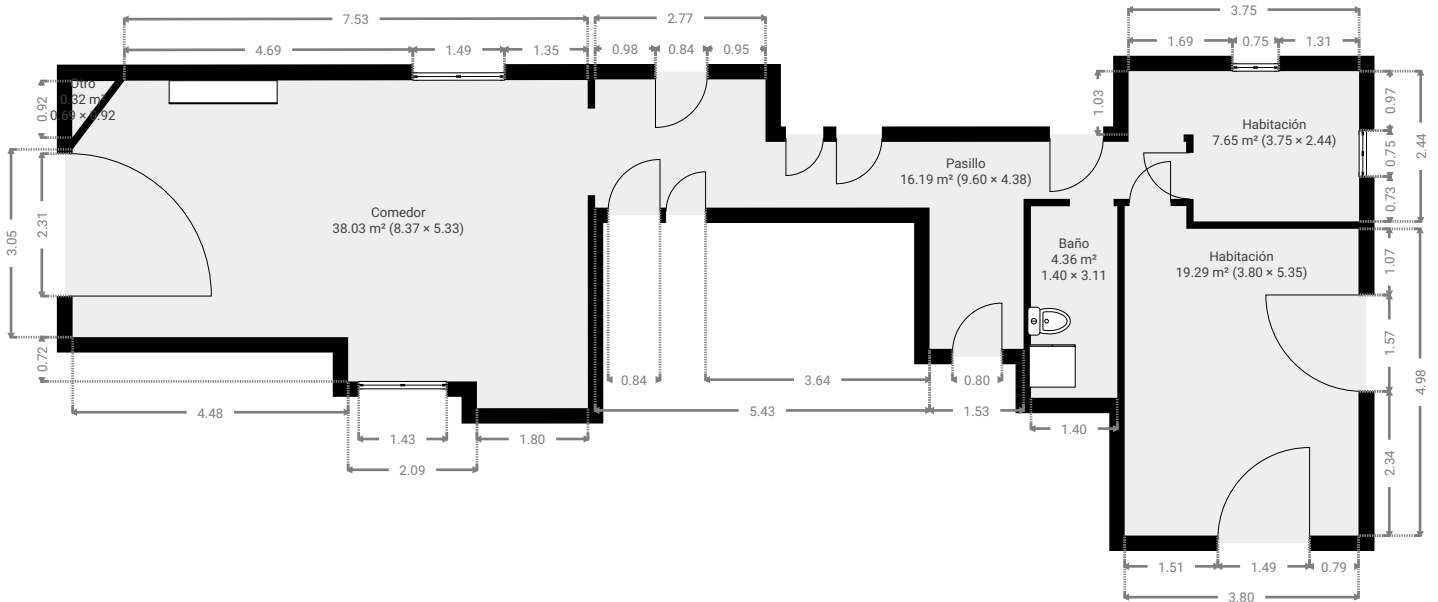 7.53
2.77
3.75
4.69
1.49
1.35
0.98
0.84
0.95
1.69
0.75
1.31
Otro
0.32 m²
0.69 × 0.92
0.92
1.03
0.97
0.75
2.44
0.73
Habitación
7.65 m² (3.75 × 2.44)
Pasillo
16.19 m² (9.60 × 4.38)
Comedor
38.03 m² (8.37 × 5.33)
3.05
2.31
0.72
Baño
4.36 m²
1.40 × 3.11
Habitación
19.29 m² (3.80 × 5.35)
1.07
1.57
4.98
2.34
0.84
3.64
0.80
4.48
5.43
1.53
1.43
1.80
1.40
2.09
1.51
1.49
0.79
3.80